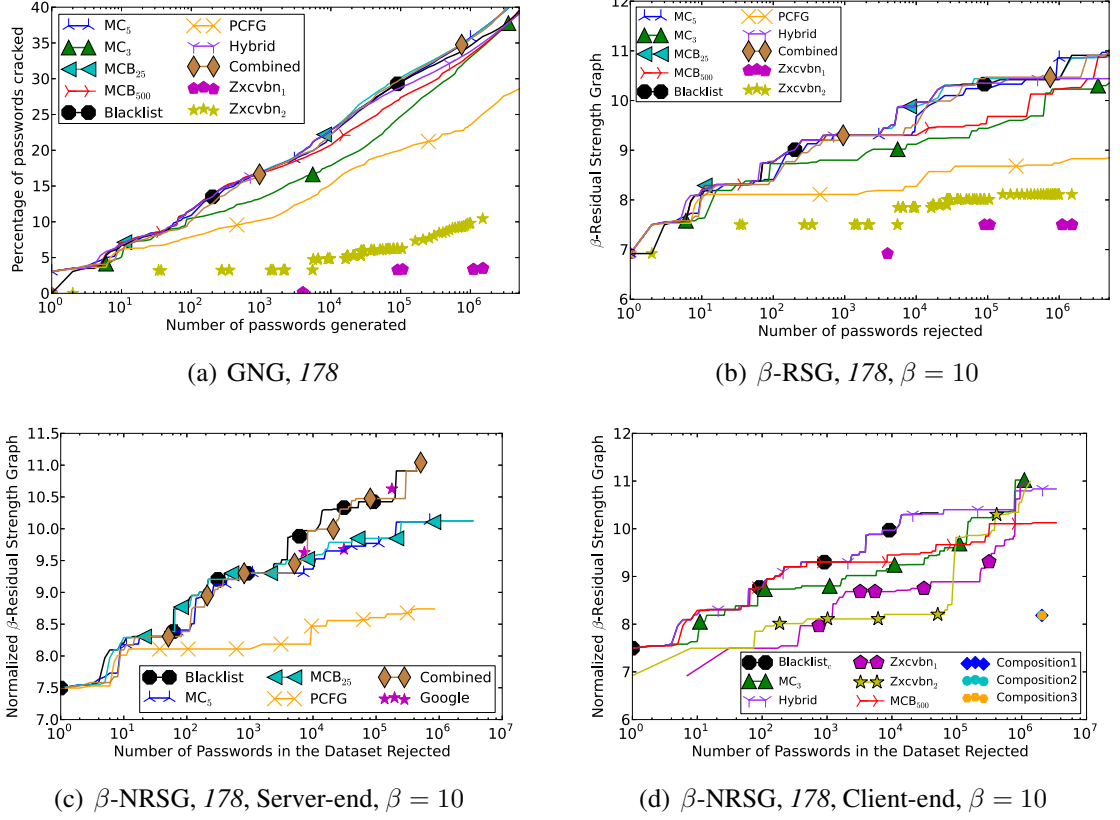 Percentage of passwords cracked
40
35
30
25
20
15
10
5
0
MC5
MC3
MCB25
MCB500
Blacklist
PCFG
Hybrid
Combined
Zxcvbn1
Zxcvbn2
10^0 10^1 10^2 10^3 10^4 10^5 10^6
Number of passwords generated
(a) GNG, 178
β-Residual Strength Graph
12
11
10
9
8
7
6
MC5
MC3
MCB25
MCB500
Blacklist
PCFG
Hybrid
Combined
Zxcvbn1
Zxcvbn2
10^0 10^1 10^2 10^3 10^4 10^5 10^6
Number of passwords rejected
(b) β-RSG, 178, β = 10
Normalized β-Residual Strength Graph
11.5
11.0
10.5
10.0
9.5
9.0
8.5
8.0
7.5
7.0
Blacklist
MC5
MCB25
PCFG
Combined
Google
10^0 10^1 10^2 10^3 10^4 10^5 10^6 10^7
Number of Passwords in the Dataset Rejected
(c) β-NRSG, 178, Server-end, β = 10
Normalized β-Residual Strength Graph
12
11
10
9
8
7
6
Blacklistc
MC3
Hybrid
Zxcvbn1
Zxcvbn2
MCB500
Composition1
Composition2
Composition3
10^0 10^1 10^2 10^3 10^4 10^5 10^6 10^7
Number of Passwords in the Dataset Rejected
(d) β-NRSG, 178, Client-end, β = 10